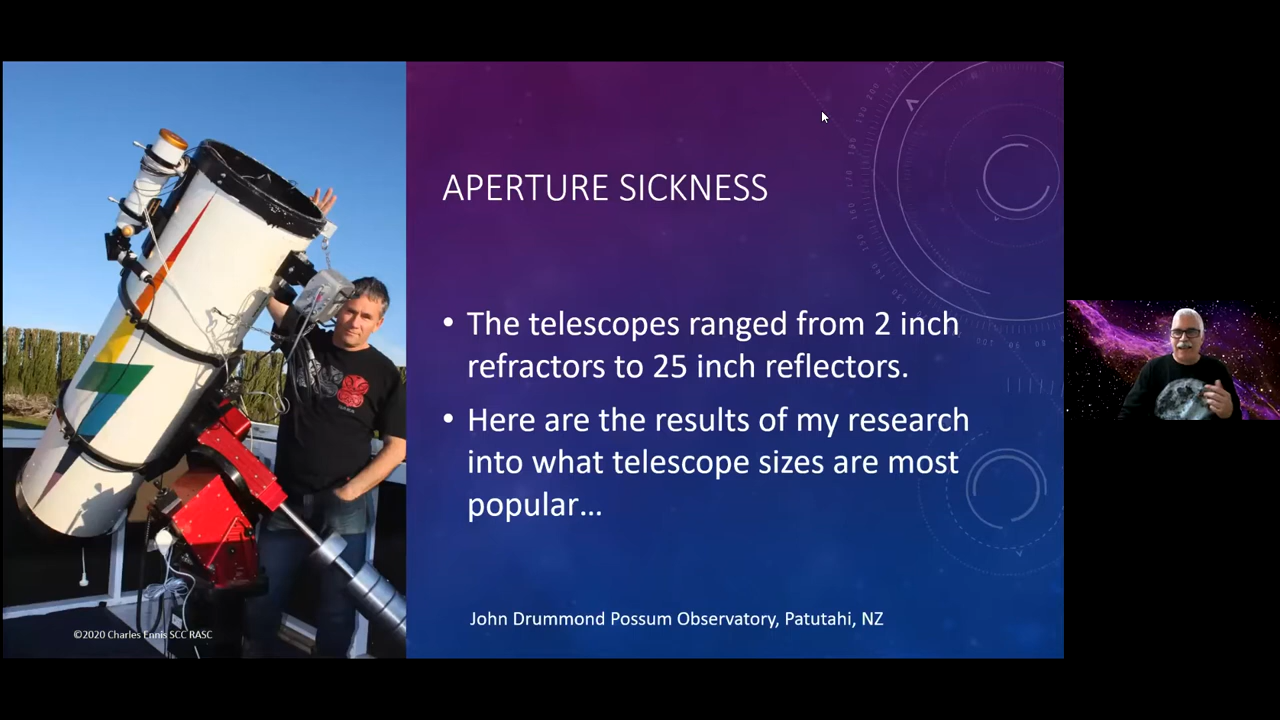 APERTURE SICKNESS
• The telescopes ranged from 2 inch
refractors to 25 inch reflectors.
• Here are the results of my research
into what telescope sizes are most
popular…
John Drummond Possum Observatory, Patutahi, NZ
©2020 Charles Ennis SCC RASC